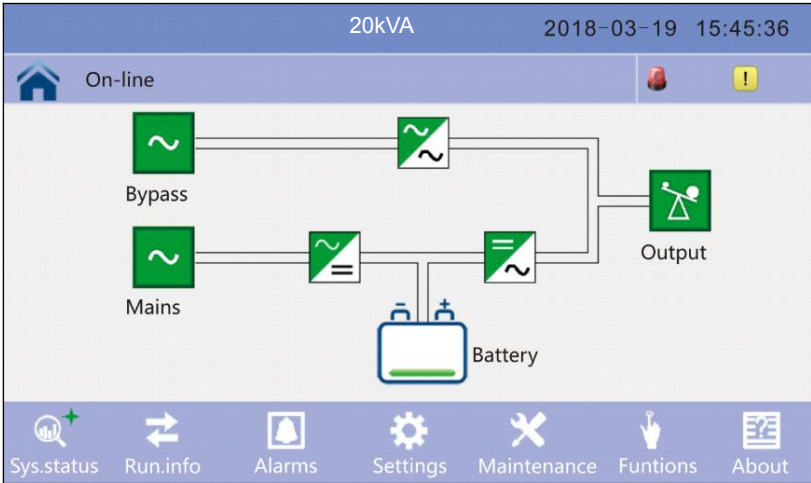 20kVA 2018-03-19 15:45:36
On-line
Bypass
Output
Mains
Battery
Sys.status Run.info Alarms Settings Maintenance Funtions About